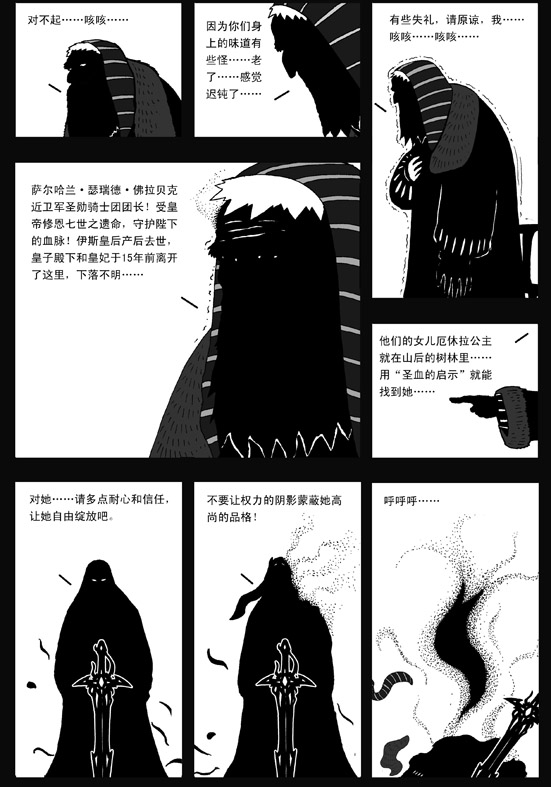 对不起……咳咳……
因为你们身
上的味道有
些怪……老
了……感觉
迟钝了……
有些失礼，请原谅，我……
咳咳……咳咳……
萨尔哈兰·瑟瑞德·佛拉贝克
近卫军圣勋骑士团团长！受皇
帝修恩七世之遗命，守护陛下
的血脉！伊斯皇后产后去世，
皇子殿下和皇妃于15年前离开
了这里，下落不明……
他们的女儿厄休拉公主
就在山后的树林里……
用“圣血的启示”就能
找到她……
对她……请多点耐心和信任，
让她自由绽放吧。
不要让权力的阴影蒙蔽她高
尚的品格！
呼呼呼……